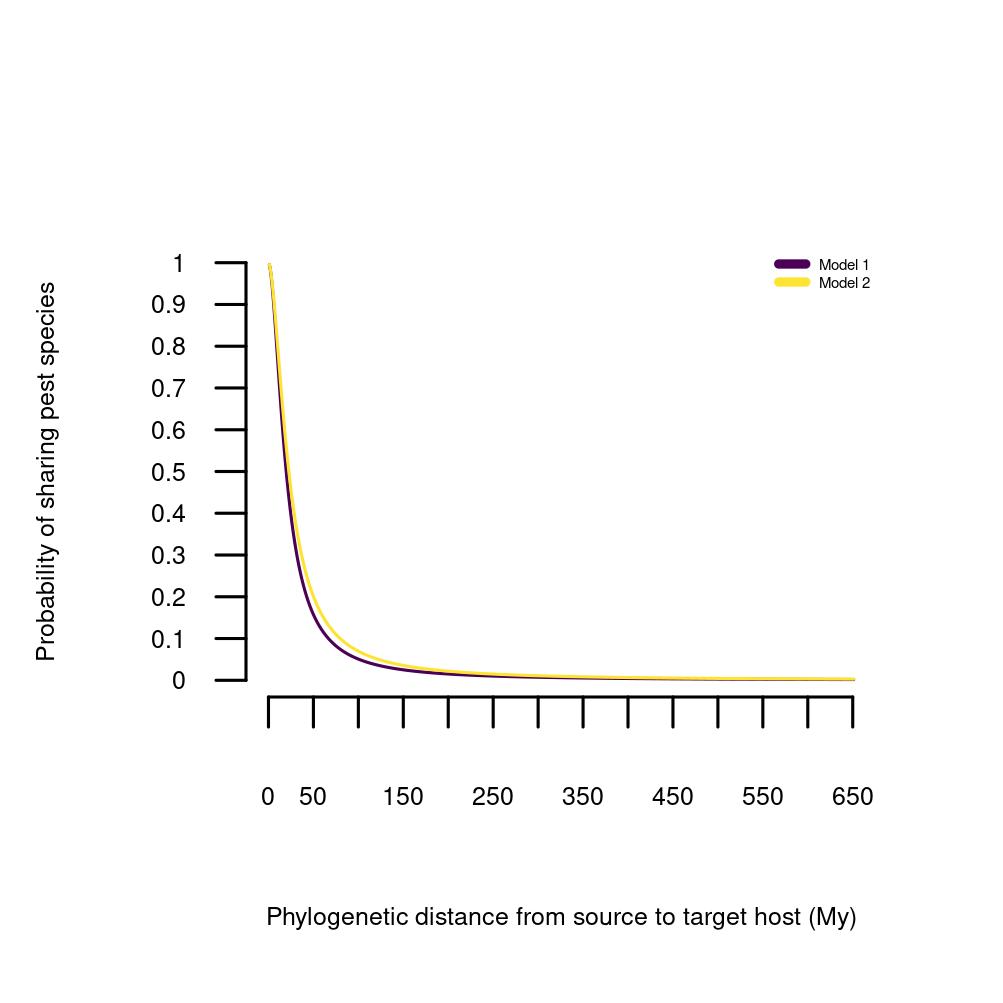 Model 1
Model 2
Probability of sharing pest species
1
0.9
0.8
0.7
0.6
0.5
0.4
0.3
0.2
0.1
0
0 50 150 250 350 450 550 650
Phylogenetic distance from source to target host (My)